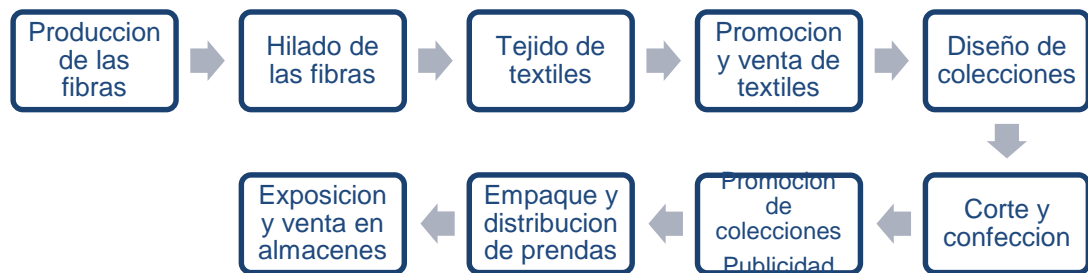 Produccion
de las
fibras
Hilado de
las fibras
Tejido de
textiles
Promocion
y venta de
textiles
Diseño de
colecciones
Corte y
confeccion
Promocion
de
colecciones
Publicidad
Empaque y
distribucion
de prendas
Exposicion
y venta en
almacenes